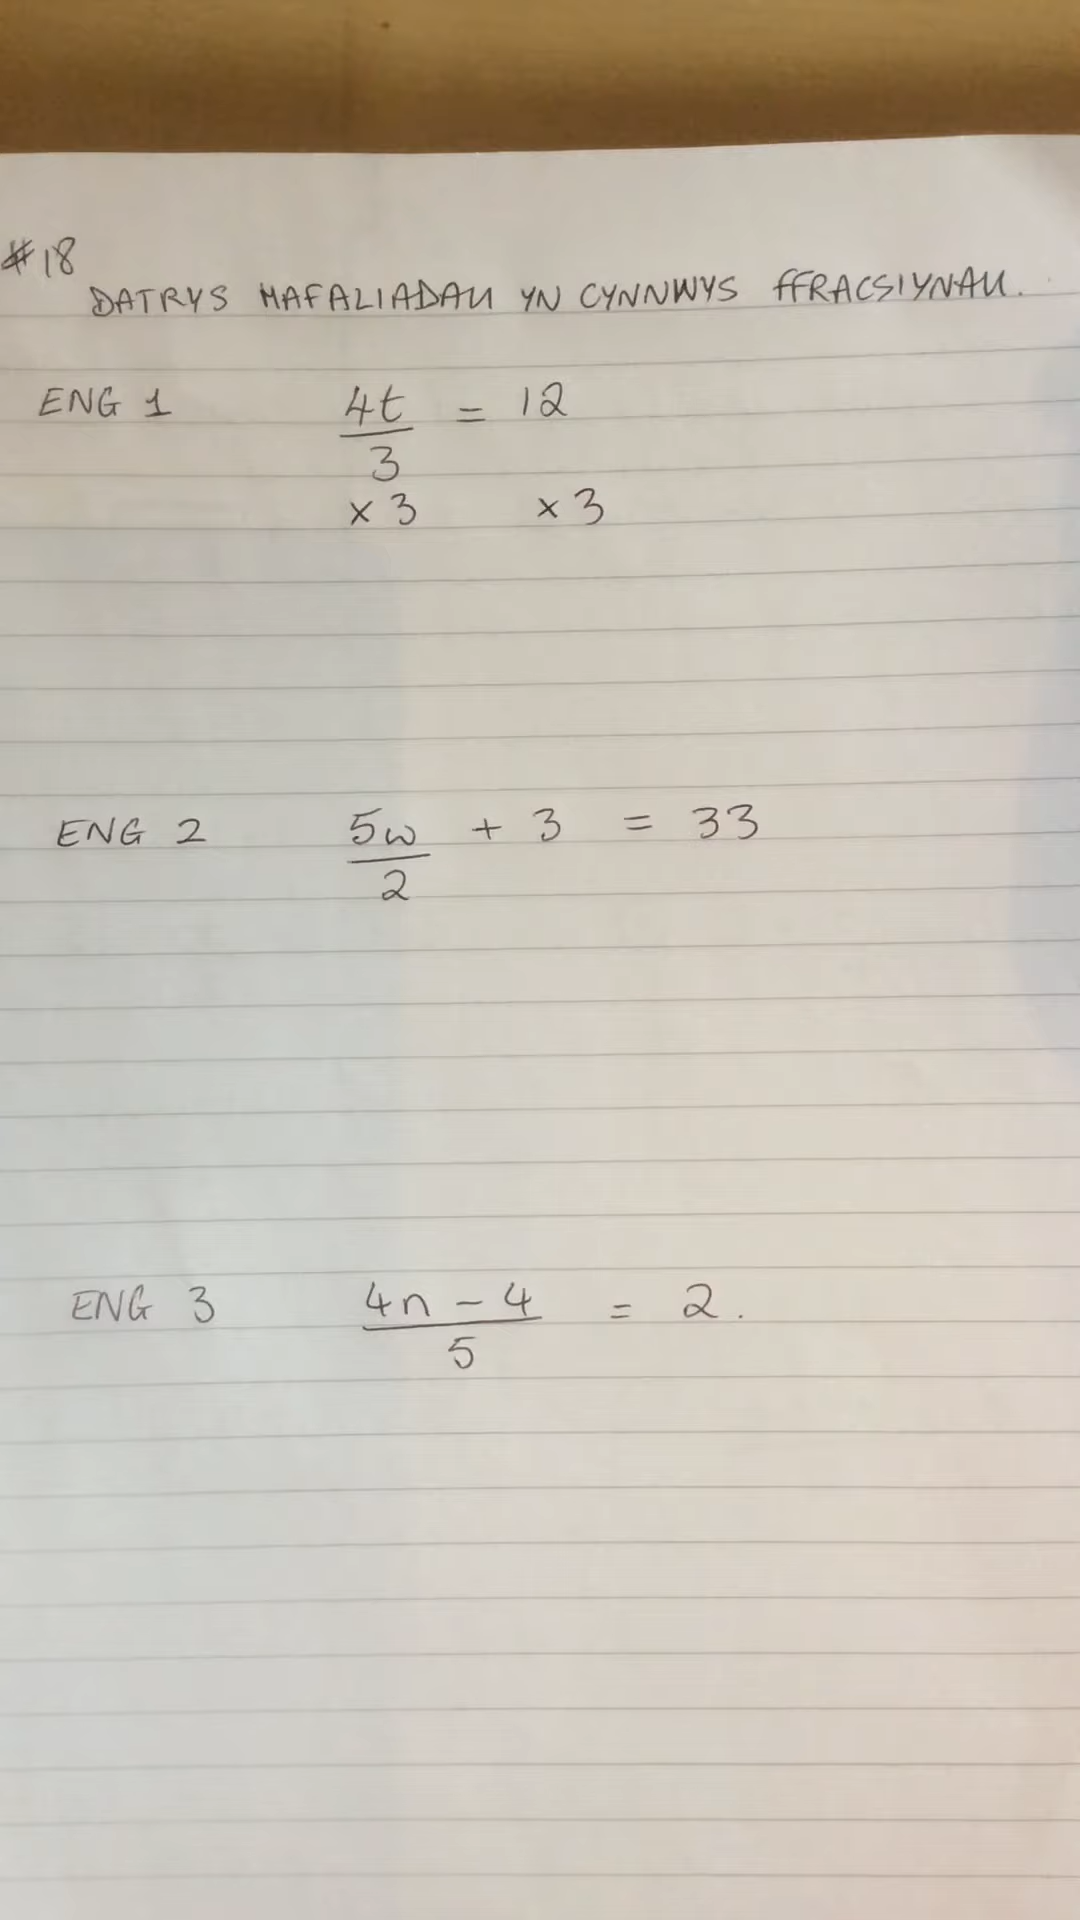 #18
DATRYS HAFALIADAU YN CYNNWYS FFRACSIYNAU.
ENG 1 4t = 12
3
× 3 × 3
ENG 2 5w + 3 = 33
2
ENG 3 4n - 4 = 2.
5